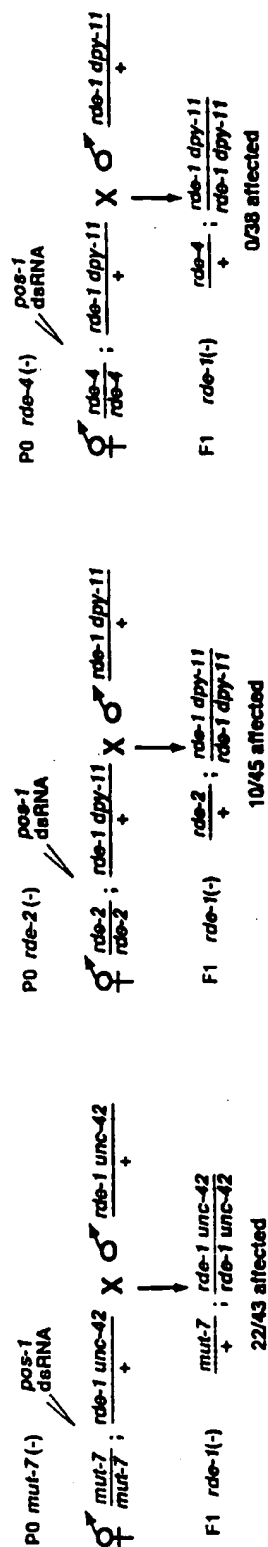 P0 mut-7(-)
pos-1
dsRNA
mut-7
mut-7
;
rde-1 unc-42
+
X
rde-1 unc-42
+
F1 rde-1(-)
mut-7
+
;
rde-1 unc-42
rde-1 unc-42
22/43 affected
P0 rde-2(-)
pos-1
dsRNA
rde-2
rde-2
;
rde-1 dpy-11
+
X
rde-1 dpy-11
+
F1 rde-1(-)
rde-2
+
;
rde-1 dpy-11
rde-1 dpy-11
10/45 affected
P0 rde-4(-)
pos-1
dsRNA
rde-4
rde-4
;
rde-1 dpy-11
+
X
rde-1 dpy-11
+
F1 rde-1(-)
rde-4
+
;
rde-1 dpy-11
rde-1 dpy-11
0/38 affected